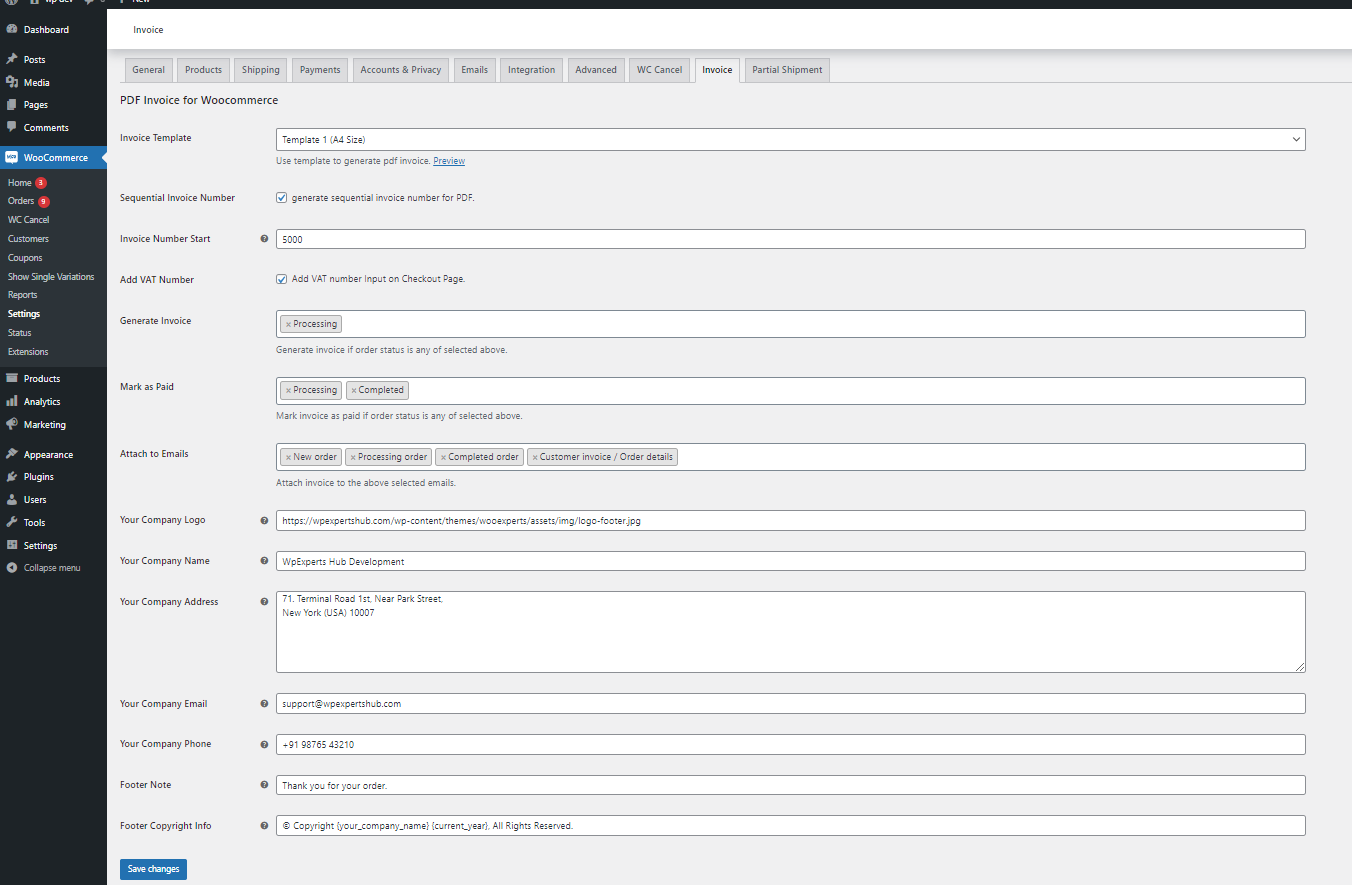 wp dev
New
Dashboard
Posts
Media
Pages
Comments
WooCommerce
Home 3
Orders 9
WC Cancel
Customers
Coupons
Show Single Variations
Reports
Settings
Status
Extensions
Products
Analytics
Marketing
Appearance
Plugins
Users
Tools
Settings
Collapse menu
Invoice
General Products Shipping Payments Accounts & Privacy Emails Integration Advanced WC Cancel Invoice Partial Shipment
PDF Invoice for Woocommerce
Invoice Template Template 1 (A4 Size)
Use template to generate pdf invoice. Preview
Sequential Invoice Number generate sequential invoice number for PDF.
Invoice Number Start 5000
Add VAT Number Add VAT number Input on Checkout Page.
Generate Invoice × Processing
Generate invoice if order status is any of selected above.
Mark as Paid × Processing × Completed
Mark invoice as paid if order status is any of selected above.
Attach to Emails × New order × Processing order × Completed order × Customer invoice / Order details
Attach invoice to the above selected emails.
Your Company Logo https://wpexpertshub.com/wp-content/themes/wooexperts/assets/img/logo-footer.jpg
Your Company Name WpExperts Hub Development
Your Company Address 71. Terminal Road 1st, Near Park Street,
New York (USA) 10007
Your Company Email support@wpexpertshub.com
Your Company Phone +91 98765 43210
Footer Note Thank you for your order.
Footer Copyright Info © Copyright {your_company_name} {current_year}, All Rights Reserved.
Save changes